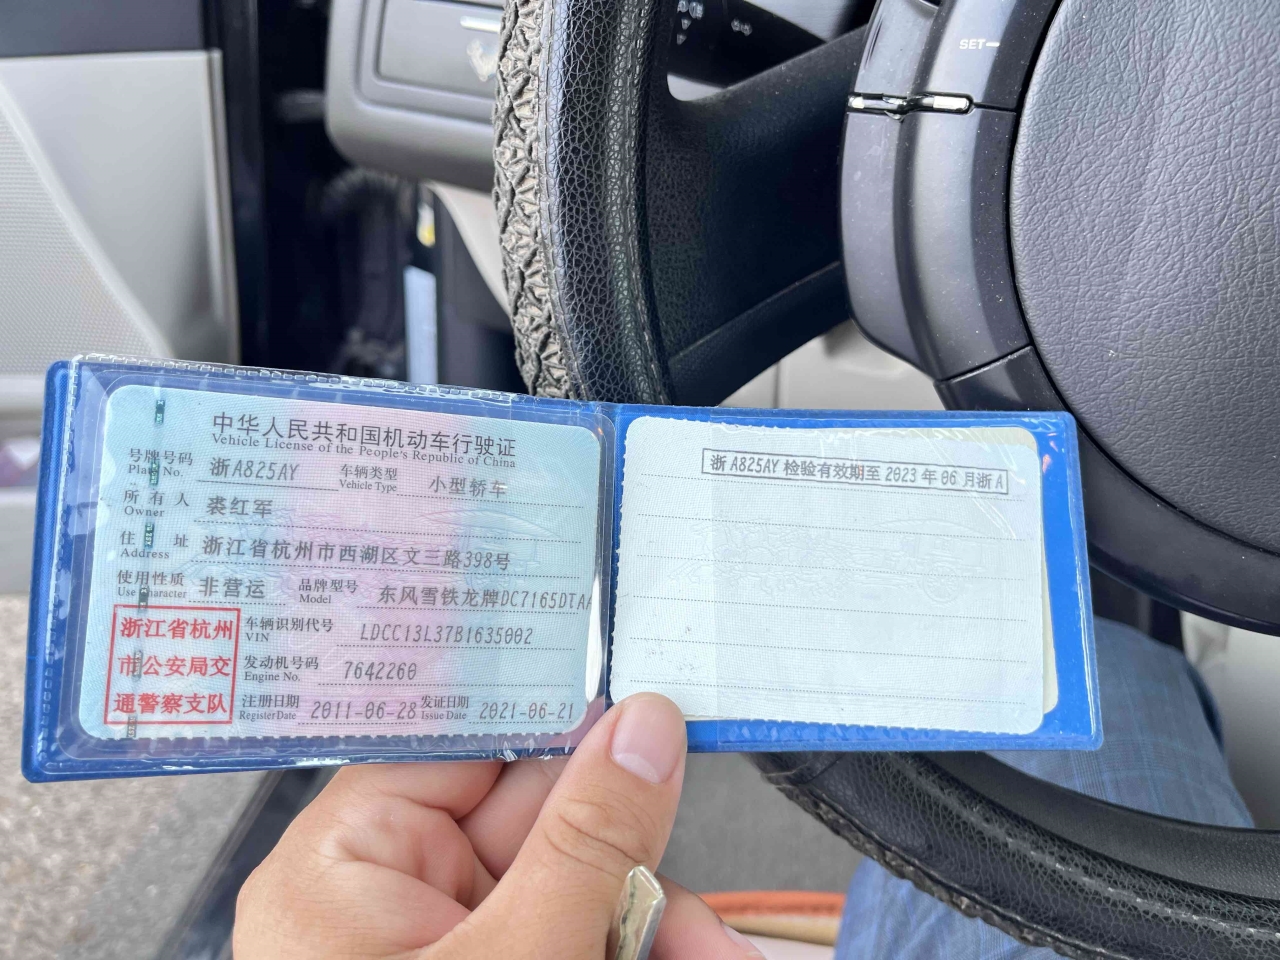 SET
中华人民共和国机动车行驶证
Vehicle License of the People's Republic of China
号牌号码 浙A825AY 车辆类型 小型轿车
Plate No. Vehicle Type
所有人 裘红军
Owner
住址 浙江省杭州市西湖区文三路398号
Address
使用性质 非营运 品牌型号 东风雪铁龙牌DC7165DTAA
Use Character Model
浙江省杭州
市公安局交
通警察支队
车辆识别代号 LDCC13L37B1635002
VIN
发动机号码 7642260
Engine No.
注册日期 2011-06-28 发证日期 2021-06-21
Register Date Issue Date
浙A825AY 检验有效期至 2023 年 06 月浙A